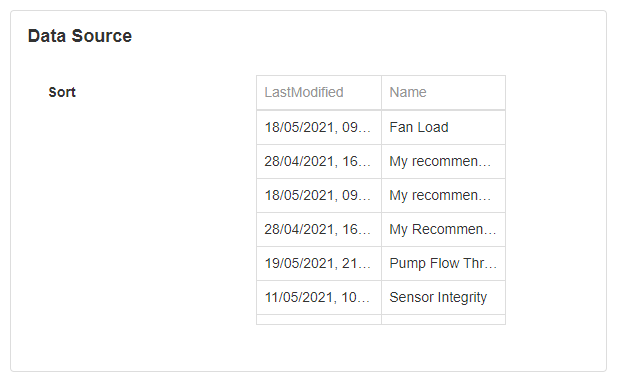 Data Source
Sort
LastModified Name
18/05/2021, 09... Fan Load
28/04/2021, 16... My recommen...
18/05/2021, 09... My recommen...
28/04/2021, 16... My Recommen...
19/05/2021, 21... Pump Flow Thr...
11/05/2021, 10... Sensor Integrity